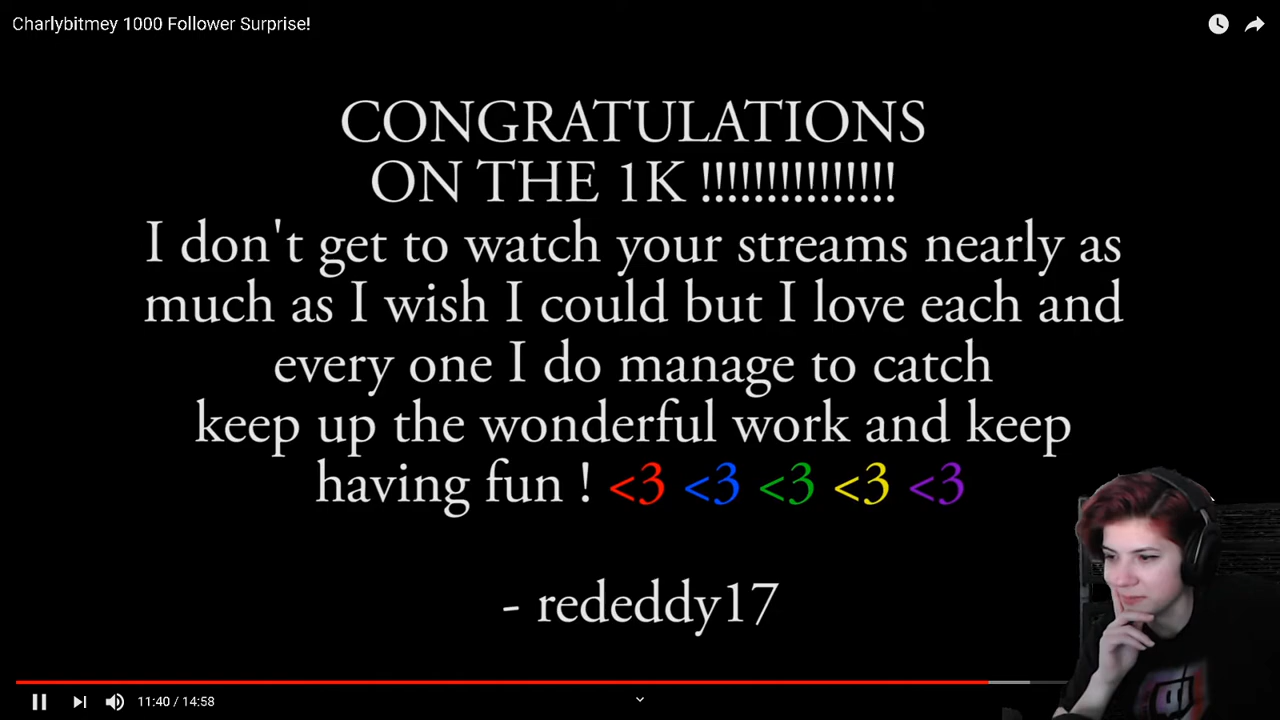 Charlybitmey 1000 Follower Surprise!
CONGRATULATIONS
ON THE 1K !!!!!!!!!!!!!!!
I don't get to watch your streams nearly as
much as I wish I could but I love each and
every one I do manage to catch
keep up the wonderful work and keep
having fun ! <3 <3 <3 <3 <3
- rededdy17
11:40 / 14:58